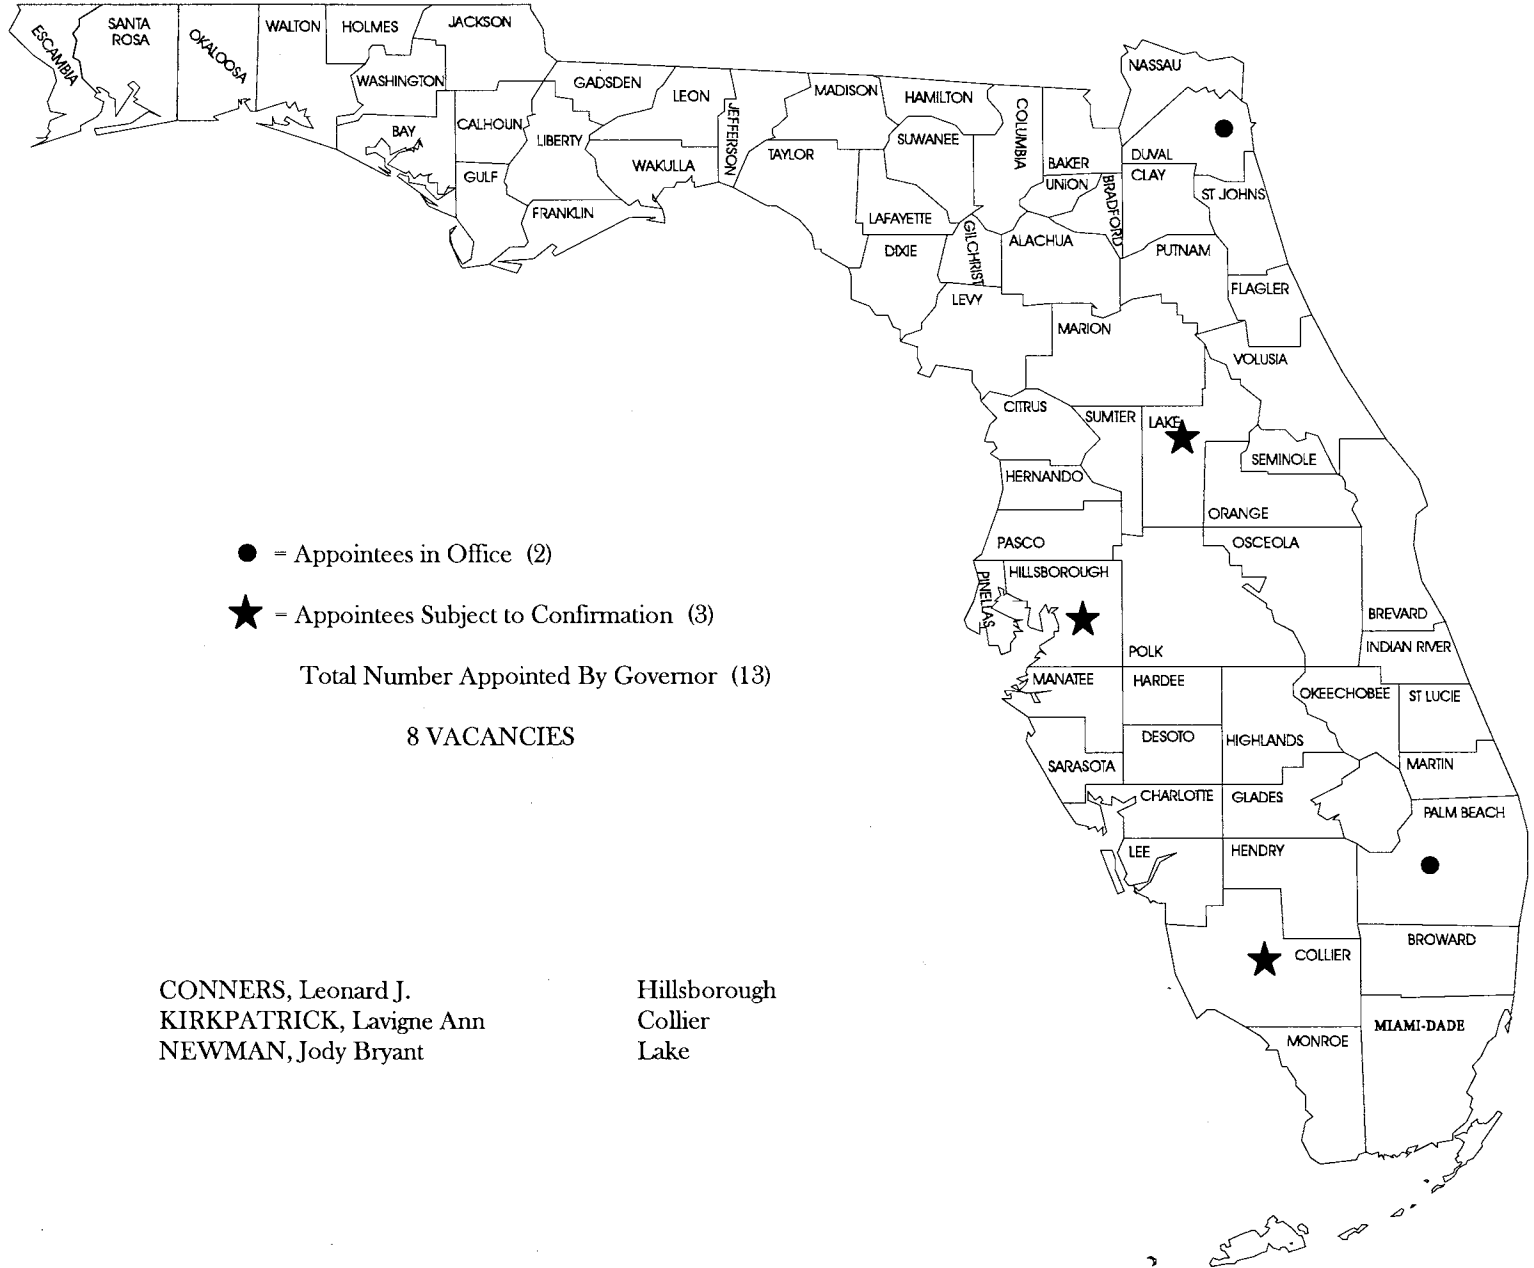 ESCAMBIA
SANTA
ROSA
OKALOOSA
WALTON
HOLMES
JACKSON
WASHINGTON
BAY
CALHOUN
GULF
LIBERTY
GADSDEN
FRANKLIN
LEON
WAKULLA
JEFFERSON
MADISON
TAYLOR
HAMILTON
SUWANEE
LAFAYETTE
DIXIE
COLUMBIA
GILCHRIST
LEVY
NASSAU
BAKER
UNION
BRADFORD
DUVAL
CLAY
ST JOHNS
ALACHUA
PUTNAM
FLAGLER
MARION
VOLUSIA
CITRUS
SUMTER
LAKE
SEMINOLE
HERNANDO
ORANGE
PASCO
OSCEOLA
HILLSBOROUGH
PINELLAS
BREVARD
POLK
INDIAN RIVER
MANATEE
HARDEE
OKEECHOBEE
ST LUCIE
DESOTO
HIGHLANDS
SARASOTA
MARTIN
CHARLOTTE
GLADES
PALM BEACH
LEE
HENDRY
COLLIER
BROWARD
MIAMI-DADE
MONROE
= Appointees in Office (2)
= Appointees Subject to Confirmation (3)
Total Number Appointed By Governor (13)
8 VACANCIES
CONNERS, Leonard J. Hillsborough
KIRKPATRICK, Lavigne Ann Collier
NEWMAN, Jody Bryant Lake